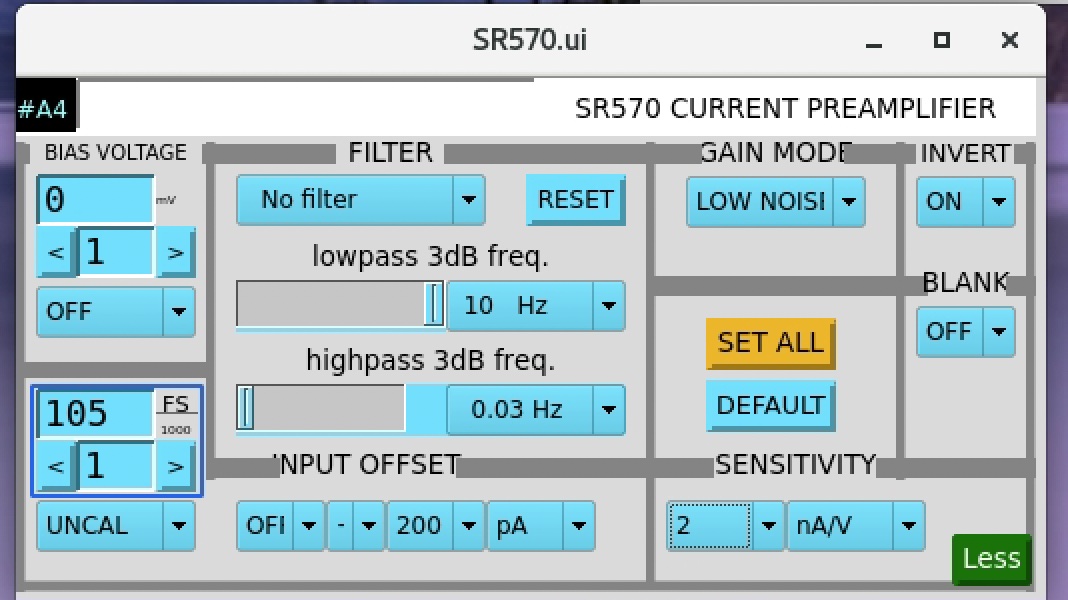 SR570.ui
#A4
SR570 CURRENT PREAMPLIFIER
BIAS VOLTAGE
FILTER
GAIN MODE
INVERT
0 mV
No filter
RESET
LOW NOISE
ON
< 1 >
lowpass 3dB freq.
OFF
10 Hz
BLANK
OFF
SET ALL
highpass 3dB freq.
105 FS
1000
0.03 Hz
DEFAULT
< 1 >
INPUT OFFSET
SENSITIVITY
UNCAL
OFF
-
200
pA
2
nA/V
Less